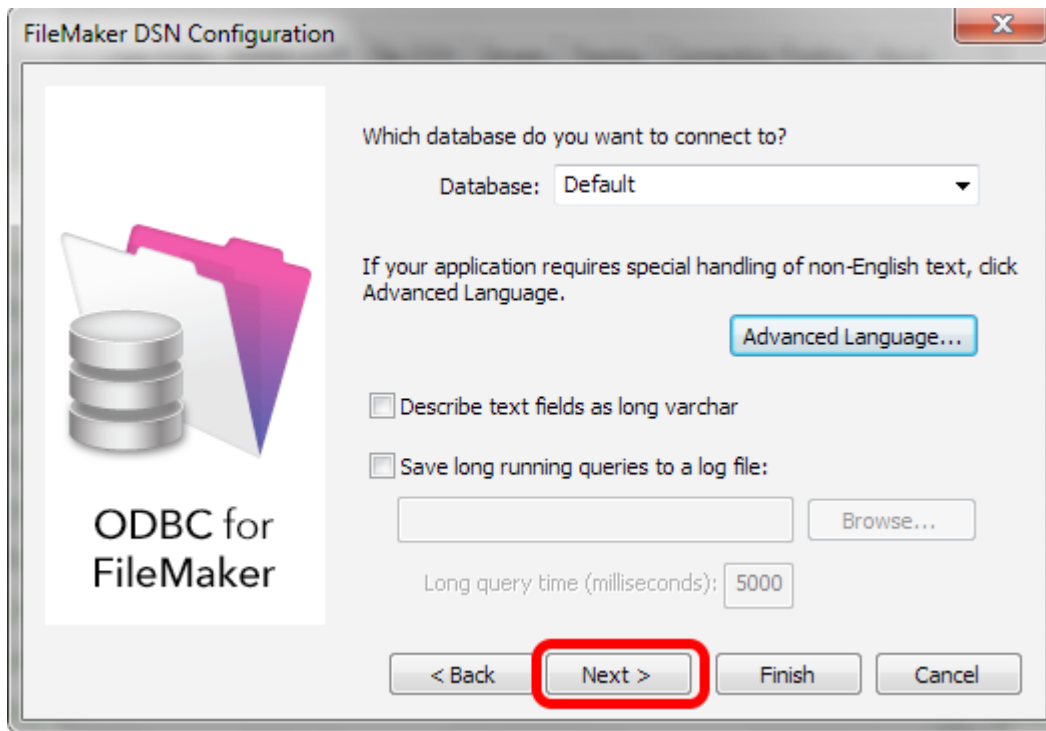 FileMaker DSN Configuration
Which database do you want to connect to?
Database: Default
If your application requires special handling of non-English text, click
Advanced Language.
Advanced Language...
Describe text fields as long varchar
Save long running queries to a log file:
Browse...
ODBC for
FileMaker
Long query time (milliseconds): 5000
< Back Next > Finish Cancel